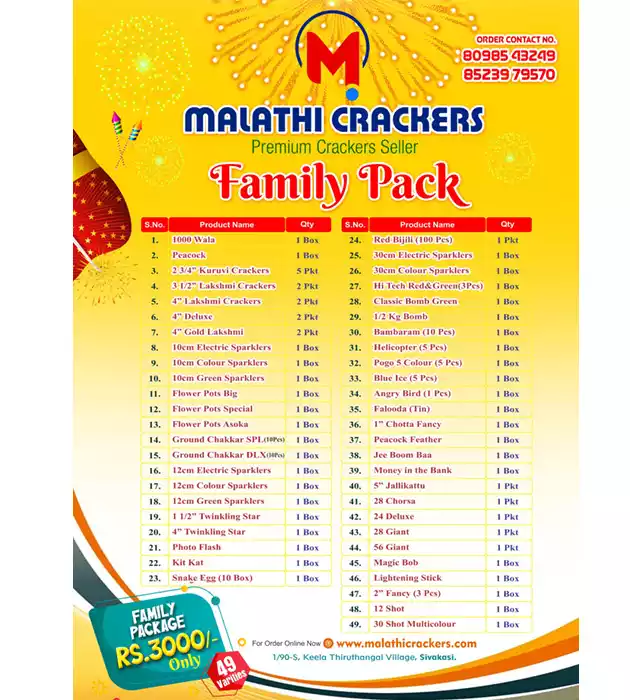 ORDER CONTACT NO.
80985 43249
85239 79570
M
MALATHI CRACKERS
Premium Crackers Seller
Family Pack
S.No. Product Name Qty
1. 1000 Wala 1 Box
2. Peacock 1 Box
3. 2 3/4" Kuruvi Crackers 5 Pkt
4. 3 1/2" Lakshmi Crackers 2 Pkt
5. 4" Lakshmi Crackers 2 Pkt
6. 4" Deluxe 2 Pkt
7. 4" Gold Lakshmi 2 Pkt
8. 10cm Electric Sparklers 1 Box
9. 10cm Colour Sparklers 1 Box
10. 10cm Green Sparklers 1 Box
11. Flower Pots Big 1 Box
12. Flower Pots Special 1 Box
13. Flower Pots Asoka 1 Box
14. Ground Chakkar SPL(10Pcs) 1 Box
15. Ground Chakkar DLX(10Pcs) 1 Box
16. 12cm Electric Sparklers 1 Box
17. 12cm Colour Sparklers 1 Box
18. 12cm Green Sparklers 1 Box
19. 1 1/2" Twinkling Star 1 Box
20. 4" Twinkling Star 1 Box
21. Photo Flash 1 Box
22. Kit Kat 1 Box
23. Snake Egg (10 Box) 1 Box
S.No. Product Name Qty
24. Red Bijili (100 Pcs) 1 Pkt
25. 30cm Electric Sparklers 1 Box
26. 30cm Colour Sparklers 1 Box
27. Hi Tech Red&Green(3Pcs) 1 Box
28. Classic Bomb Green 1 Box
29. 1/2 Kg Bomb 1 Box
30. Bambaram (10 Pcs) 1 Box
31. Helicopter (5 Pcs) 1 Box
32. Pogo 5 Colour (5 Pcs) 1 Box
33. Blue Ice (5 Pcs) 1 Box
34. Angry Bird (1 Pcs) 1 Box
35. Falooda (Tin) 1 Box
36. 1" Chotta Fancy 1 Box
37. Peacock Feather 1 Box
38. Jee Boom Baa 1 Box
39. Money in the Bank 1 Box
40. 5" Jallikattu 1 Pkt
41. 28 Chorsa 1 Pkt
42. 24 Deluxe 1 Pkt
43. 28 Giant 1 Pkt
44. 56 Giant 1 Pkt
45. Magic Bob 1 Box
46. Lightening Stick 1 Box
47. 2" Fancy (3 Pcs) 1 Box
48. 12 Shot 1 Box
49. 30 Shot Multicolour 1 Box
FAMILY
PACKAGE
RS.3000/-
Only
49
Varities
For Order Online Now www.malathicrackers.com
1/90-S, Keela Thiruthangal Village, Sivakasi.